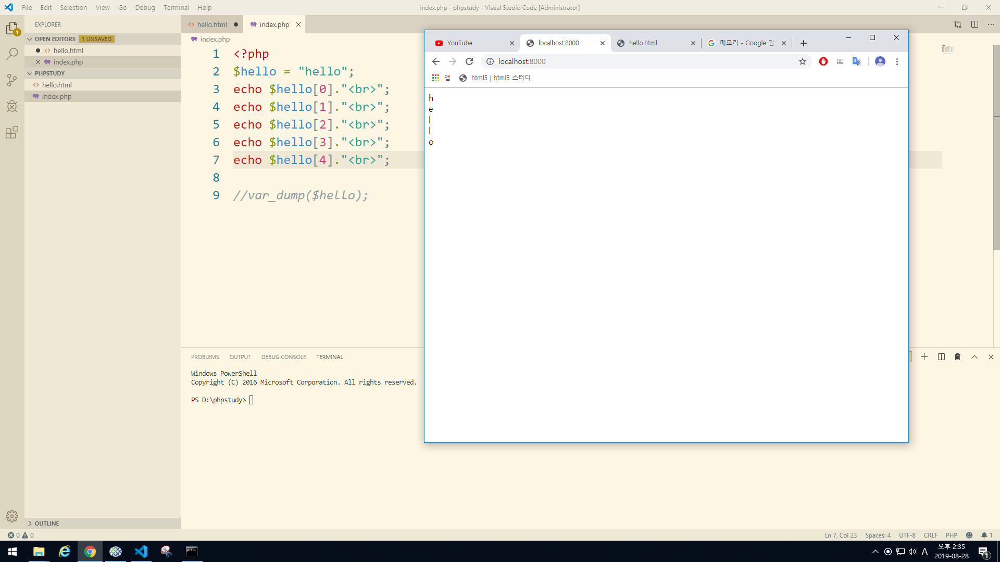 File Edit Selection View Go Debug Terminal Help
index.php - phpstudy - Visual Studio Code [Administrator]
EXPLORER
1
OPEN EDITORS 1 UNSAVED
hello.html
index.php
PHPSTUDY
hello.html
index.php
OUTLINE
hello.html
index.php
index.php
1 <?php
2 $hello = "hello";
3 echo $hello[0]."<br>";
4 echo $hello[1]."<br>";
5 echo $hello[2]."<br>";
6 echo $hello[3]."<br>";
7 echo $hello[4]."<br>";
8
9 //var_dump($hello);
PROBLEMS OUTPUT DEBUG CONSOLE TERMINAL
Windows PowerShell
Copyright (C) 2016 Microsoft Corporation. All rights reserved.
PS D:\phpstudy>
YouTube
localhost:8000
hello.html
메모리 - Google
localhost:8000
앱
html5 | html5 스터디
h
e
l
l
o
0 0
Ln 7, Col 23 Spaces: 4 UTF-8 CRLF PHP 1
A
오후 2:35
2019-08-28
1